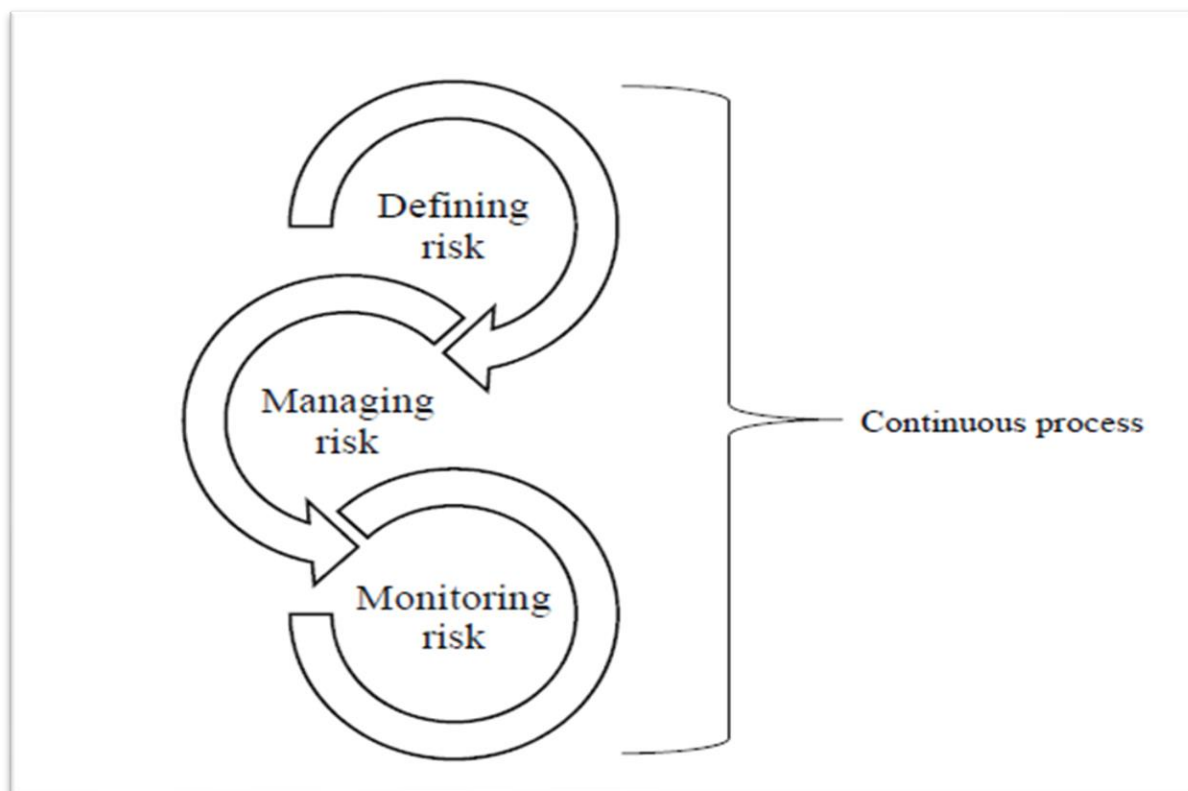 Defining
risk
Managing
risk
Continuous process
Monitoring
risk